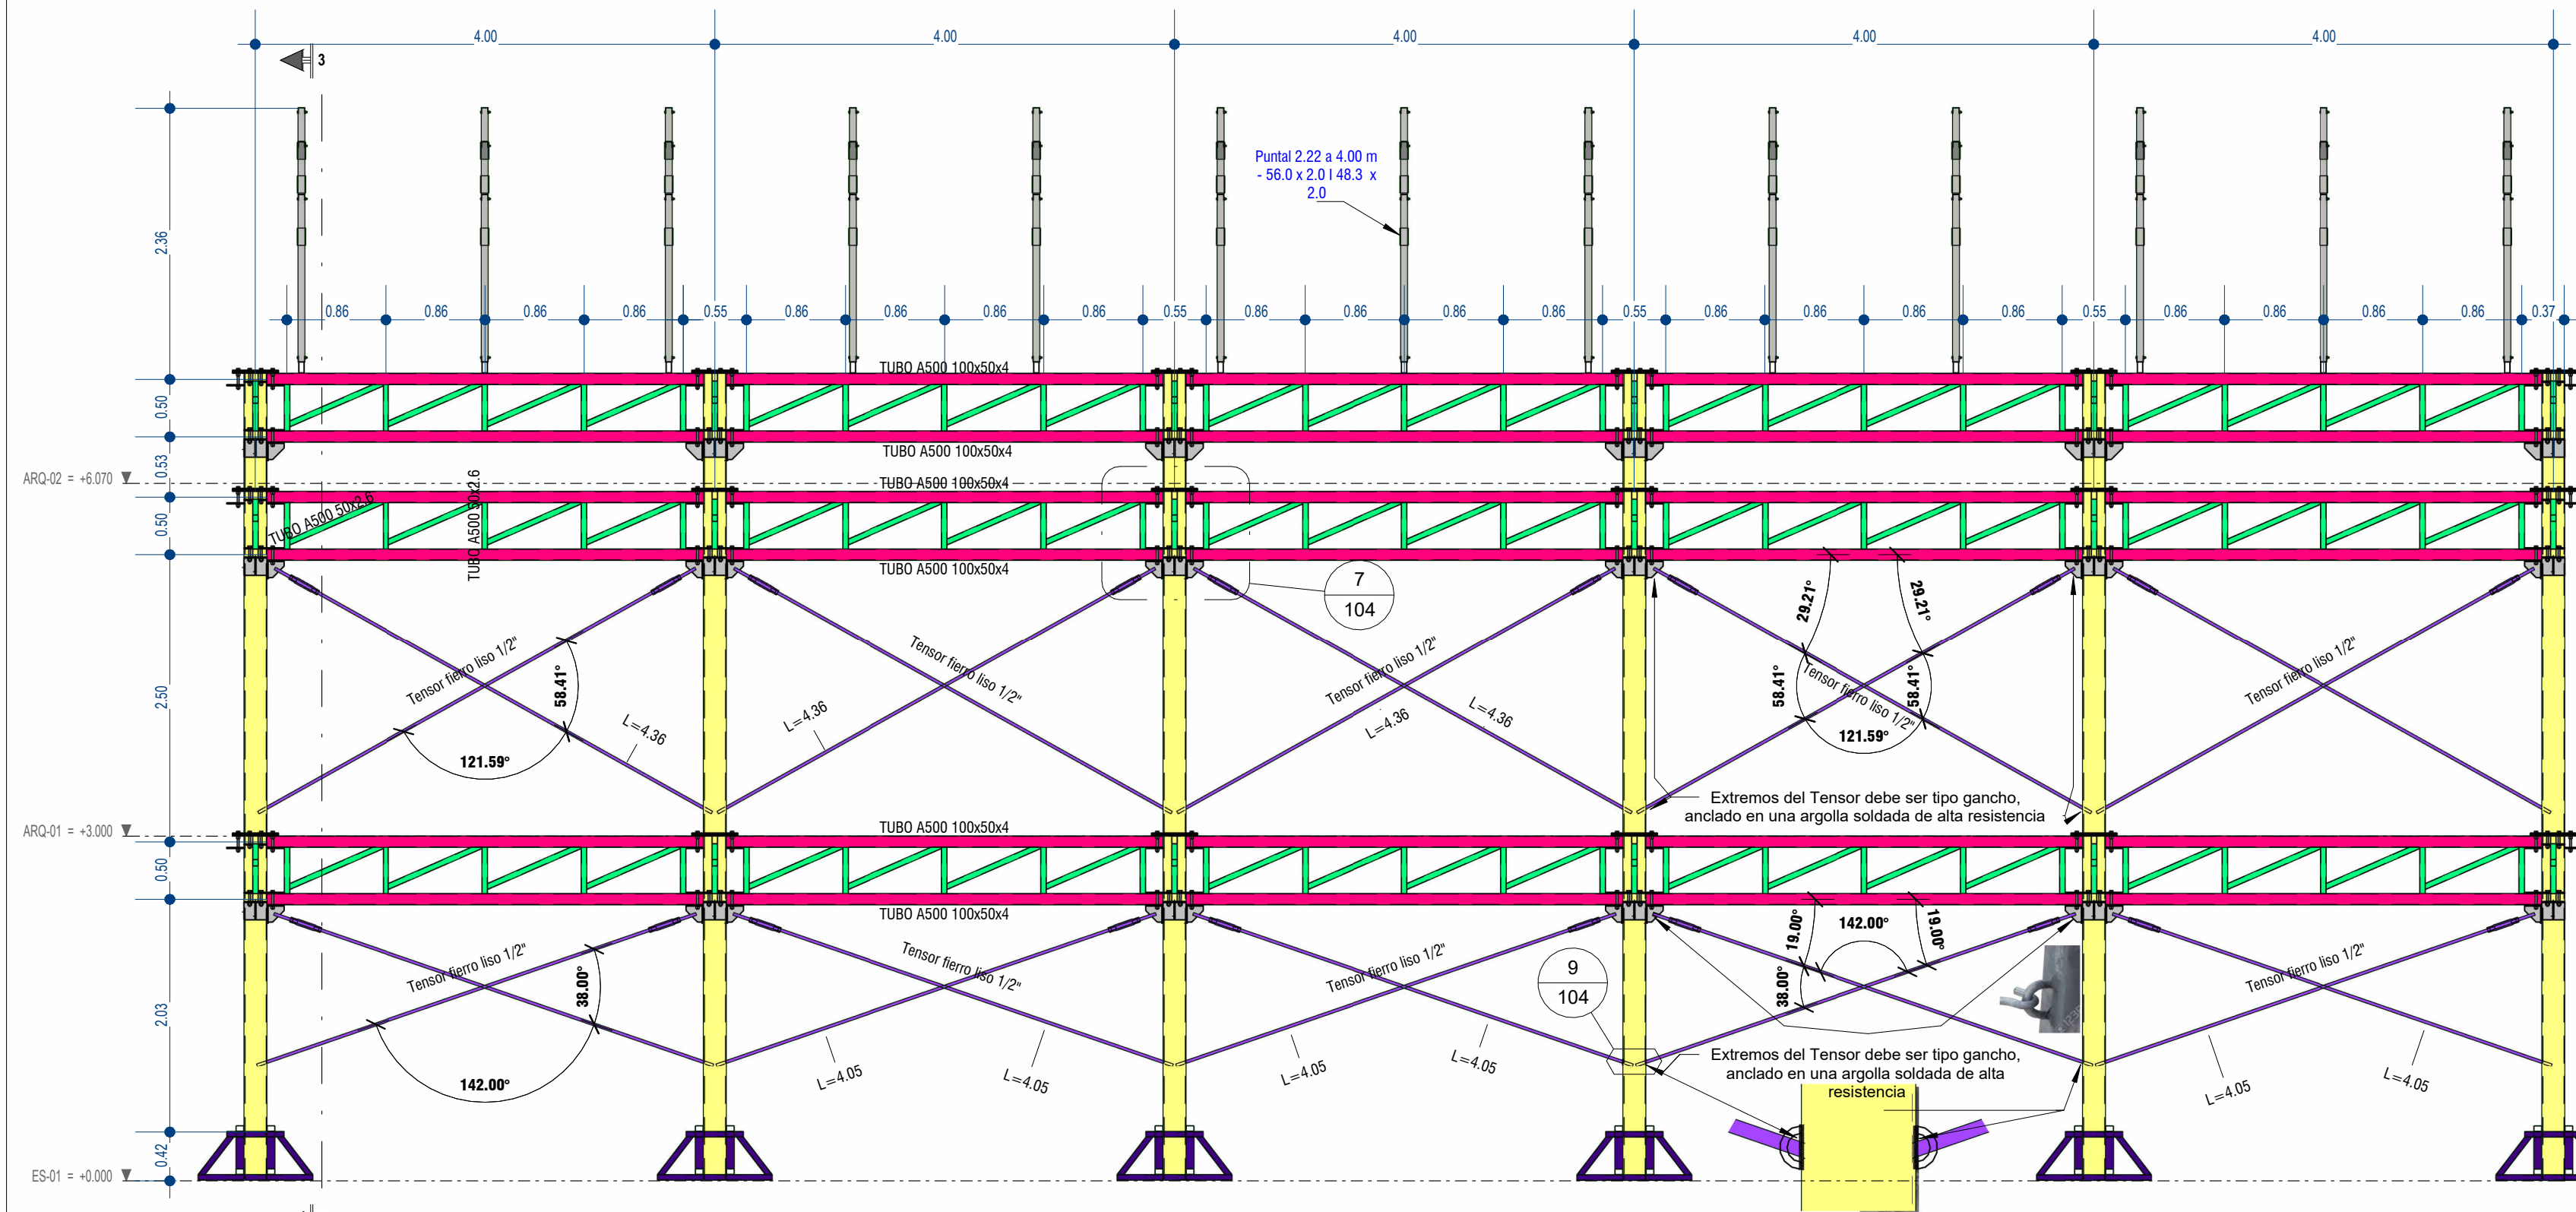 4.00
4.00
4.00
4.00
4.00
3
Puntal 2.22 a 4.00 m
- 56.0 x 2.0 I 48.3 x
2.0
2.36
0.86
0.86
0.86
0.86
0.55
0.86
0.86
0.86
0.86
0.55
0.86
0.86
0.86
0.86
0.55
0.86
0.86
0.86
0.86
0.55
0.86
0.86
0.86
0.86
0.37
TUBO A500 100x50x4
0.50
TUBO A500 100x50x4
0.53
ARQ-02 = +6.070
TUBO A500 100x50x4
0.50
TUBO A500 50x2.6
TUBO A500 50x2.6
TUBO A500 100x50x4
7
104
29.21°
29.21°
2.50
Tensor fierro liso 1/2"
58.41°
L=4.36
121.59°
L=4.36
Tensor fierro liso 1/2"
Tensor fierro liso 1/2"
L=4.36
L=4.36
58.41°
Tensor fierro liso 1/2"
58.41°
121.59°
Tensor fierro liso 1/2"
Extremos del Tensor debe ser tipo gancho,
anclado en una argolla soldada de alta resistencia
ARQ-01 = +3.000
TUBO A500 100x50x4
0.50
TUBO A500 100x50x4
19.00°
142.00°
19.00°
2.03
Tensor fierro liso 1/2"
38.00°
142.00°
Tensor fierro liso 1/2"
L=4.05
L=4.05
Tensor fierro liso 1/2"
L=4.05
L=4.05
9
104
38.00°
Tensor fierro liso 1/2"
L=4.05
L=4.05
Extremos del Tensor debe ser tipo gancho,
anclado en una argolla soldada de alta
resistencia
0.42
ES-01 = +0.000